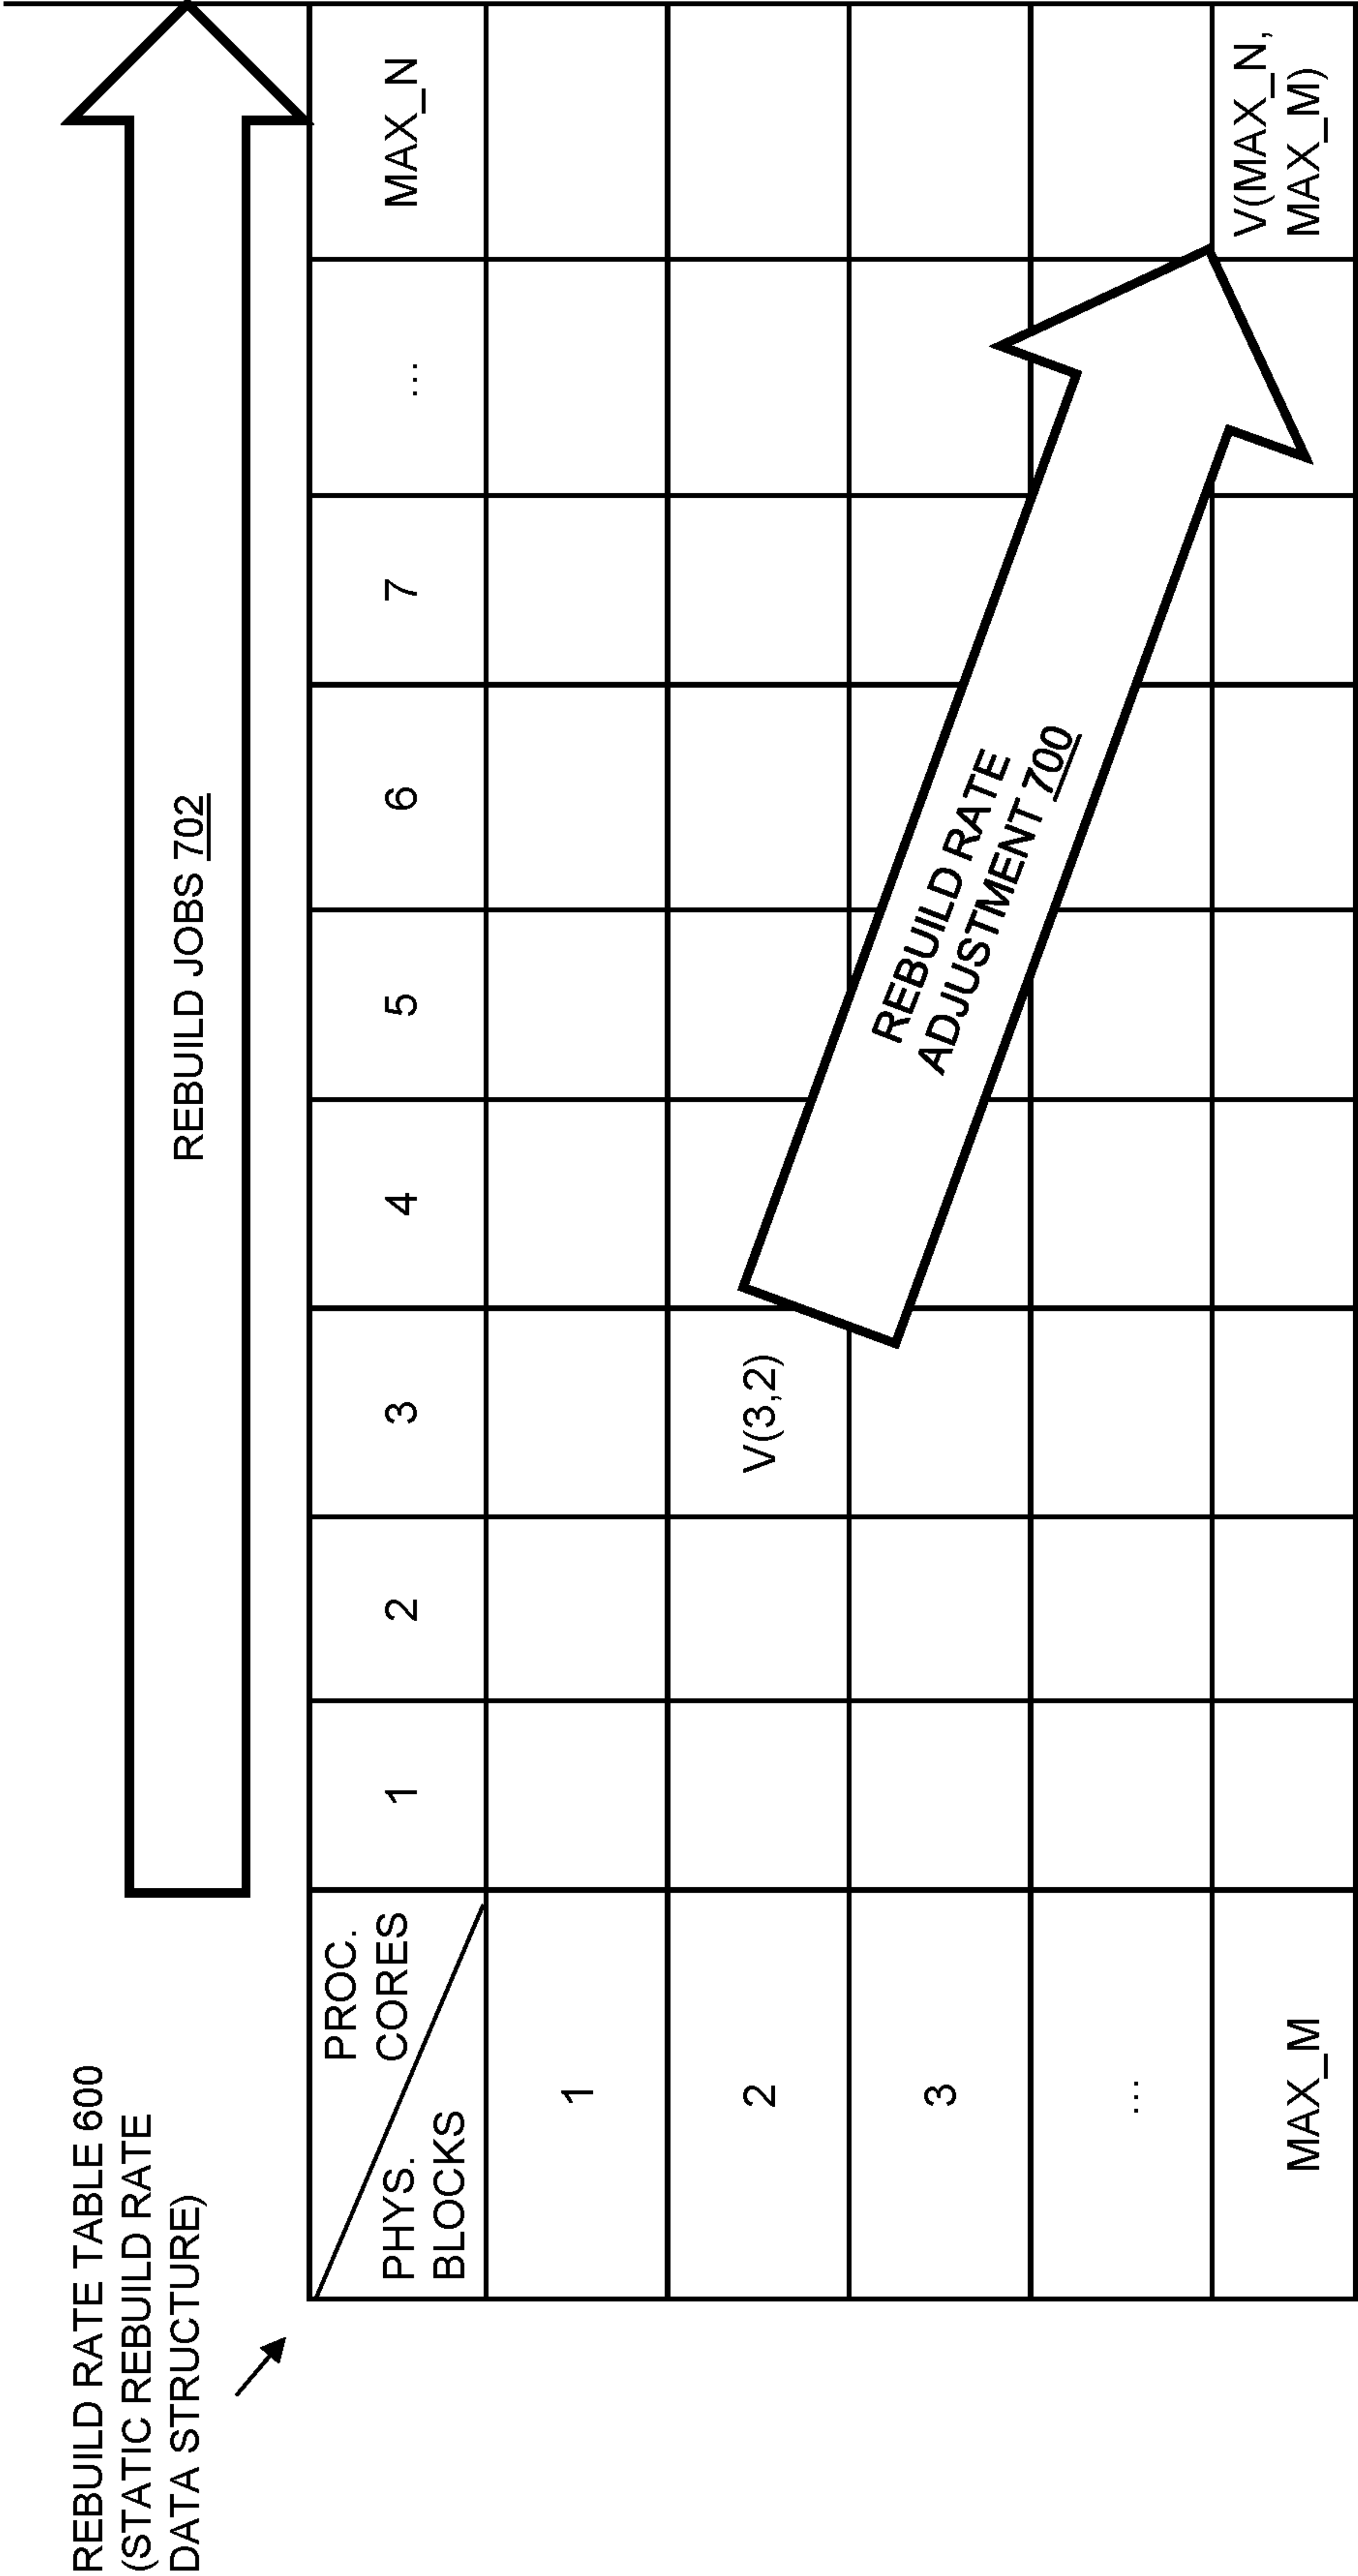 REBUILD RATE TABLE 600
(STATIC REBUILD RATE
DATA STRUCTURE)
REBUILD JOBS 702
PROC.
CORES
PHYS.
BLOCKS
1
2
3
4
5
6
7
...
MAX_N
1
2
V(3,2)
3
...
MAX_M
V(MAX_N,
MAX_M)
REBUILD RATE
ADJUSTMENT 700